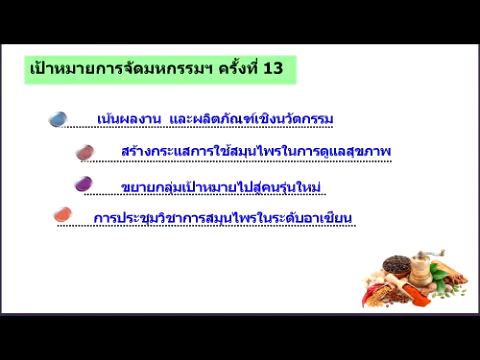 เป้าหมายการจัดมหกรรมฯ ครั้งที่ 13
เน้นผลงาน และผลิตภัณฑ์เชิงนวัตกรรม
สร้างกระแสการใช้สมุนไพรในการดูแลสุขภาพ
ขยายกลุ่มเป้าหมายไปสู่คนรุ่นใหม่
การประชุมวิชาการสมุนไพรในระดับอาเซียน